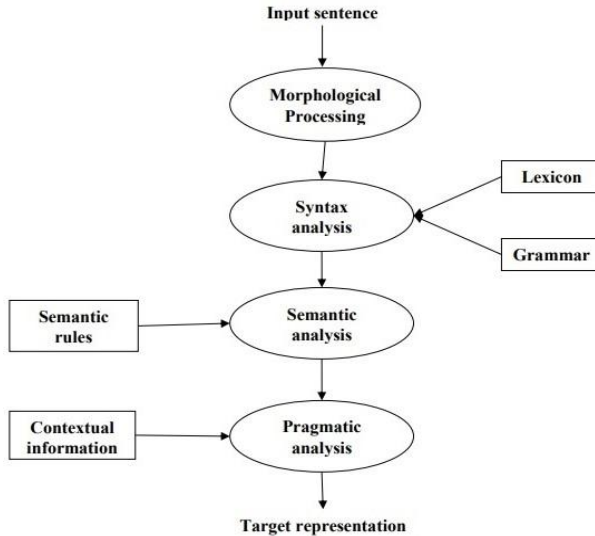 Input sentence
Morphological
Processing
Lexicon
Syntax
analysis
Grammar
Semantic
rules
Semantic
analysis
Contextual
information
Pragmatic
analysis
Target representation